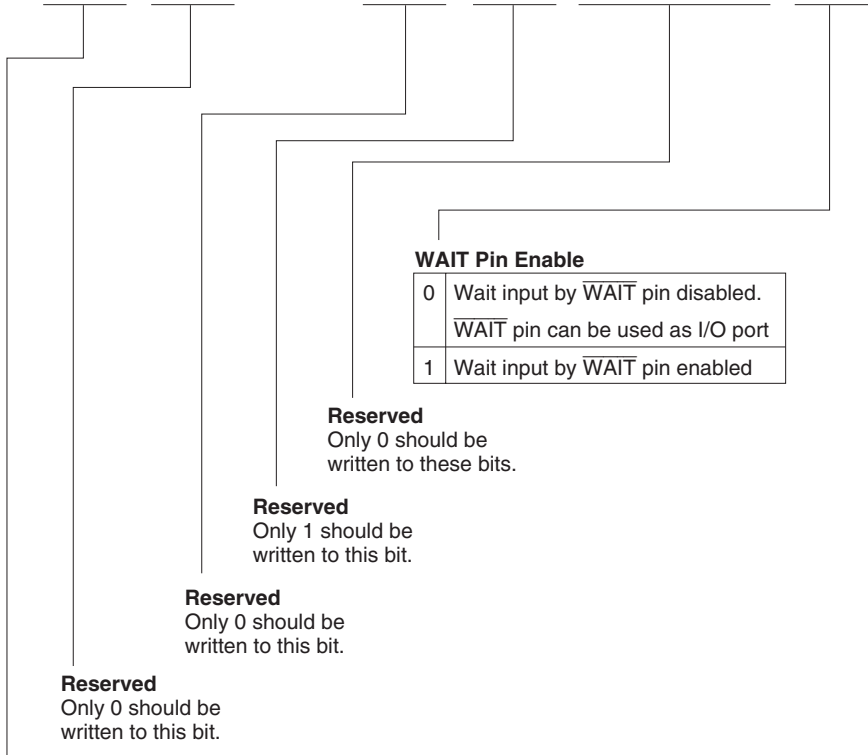 WAIT Pin Enable
0 Wait input by WAIT pin disabled.
WAIT pin can be used as I/O port
1 Wait input by WAIT pin enabled
Reserved
Only 0 should be
written to these bits.
Reserved
Only 1 should be
written to this bit.
Reserved
Only 0 should be
written to this bit.
Reserved
Only 0 should be
written to this bit.